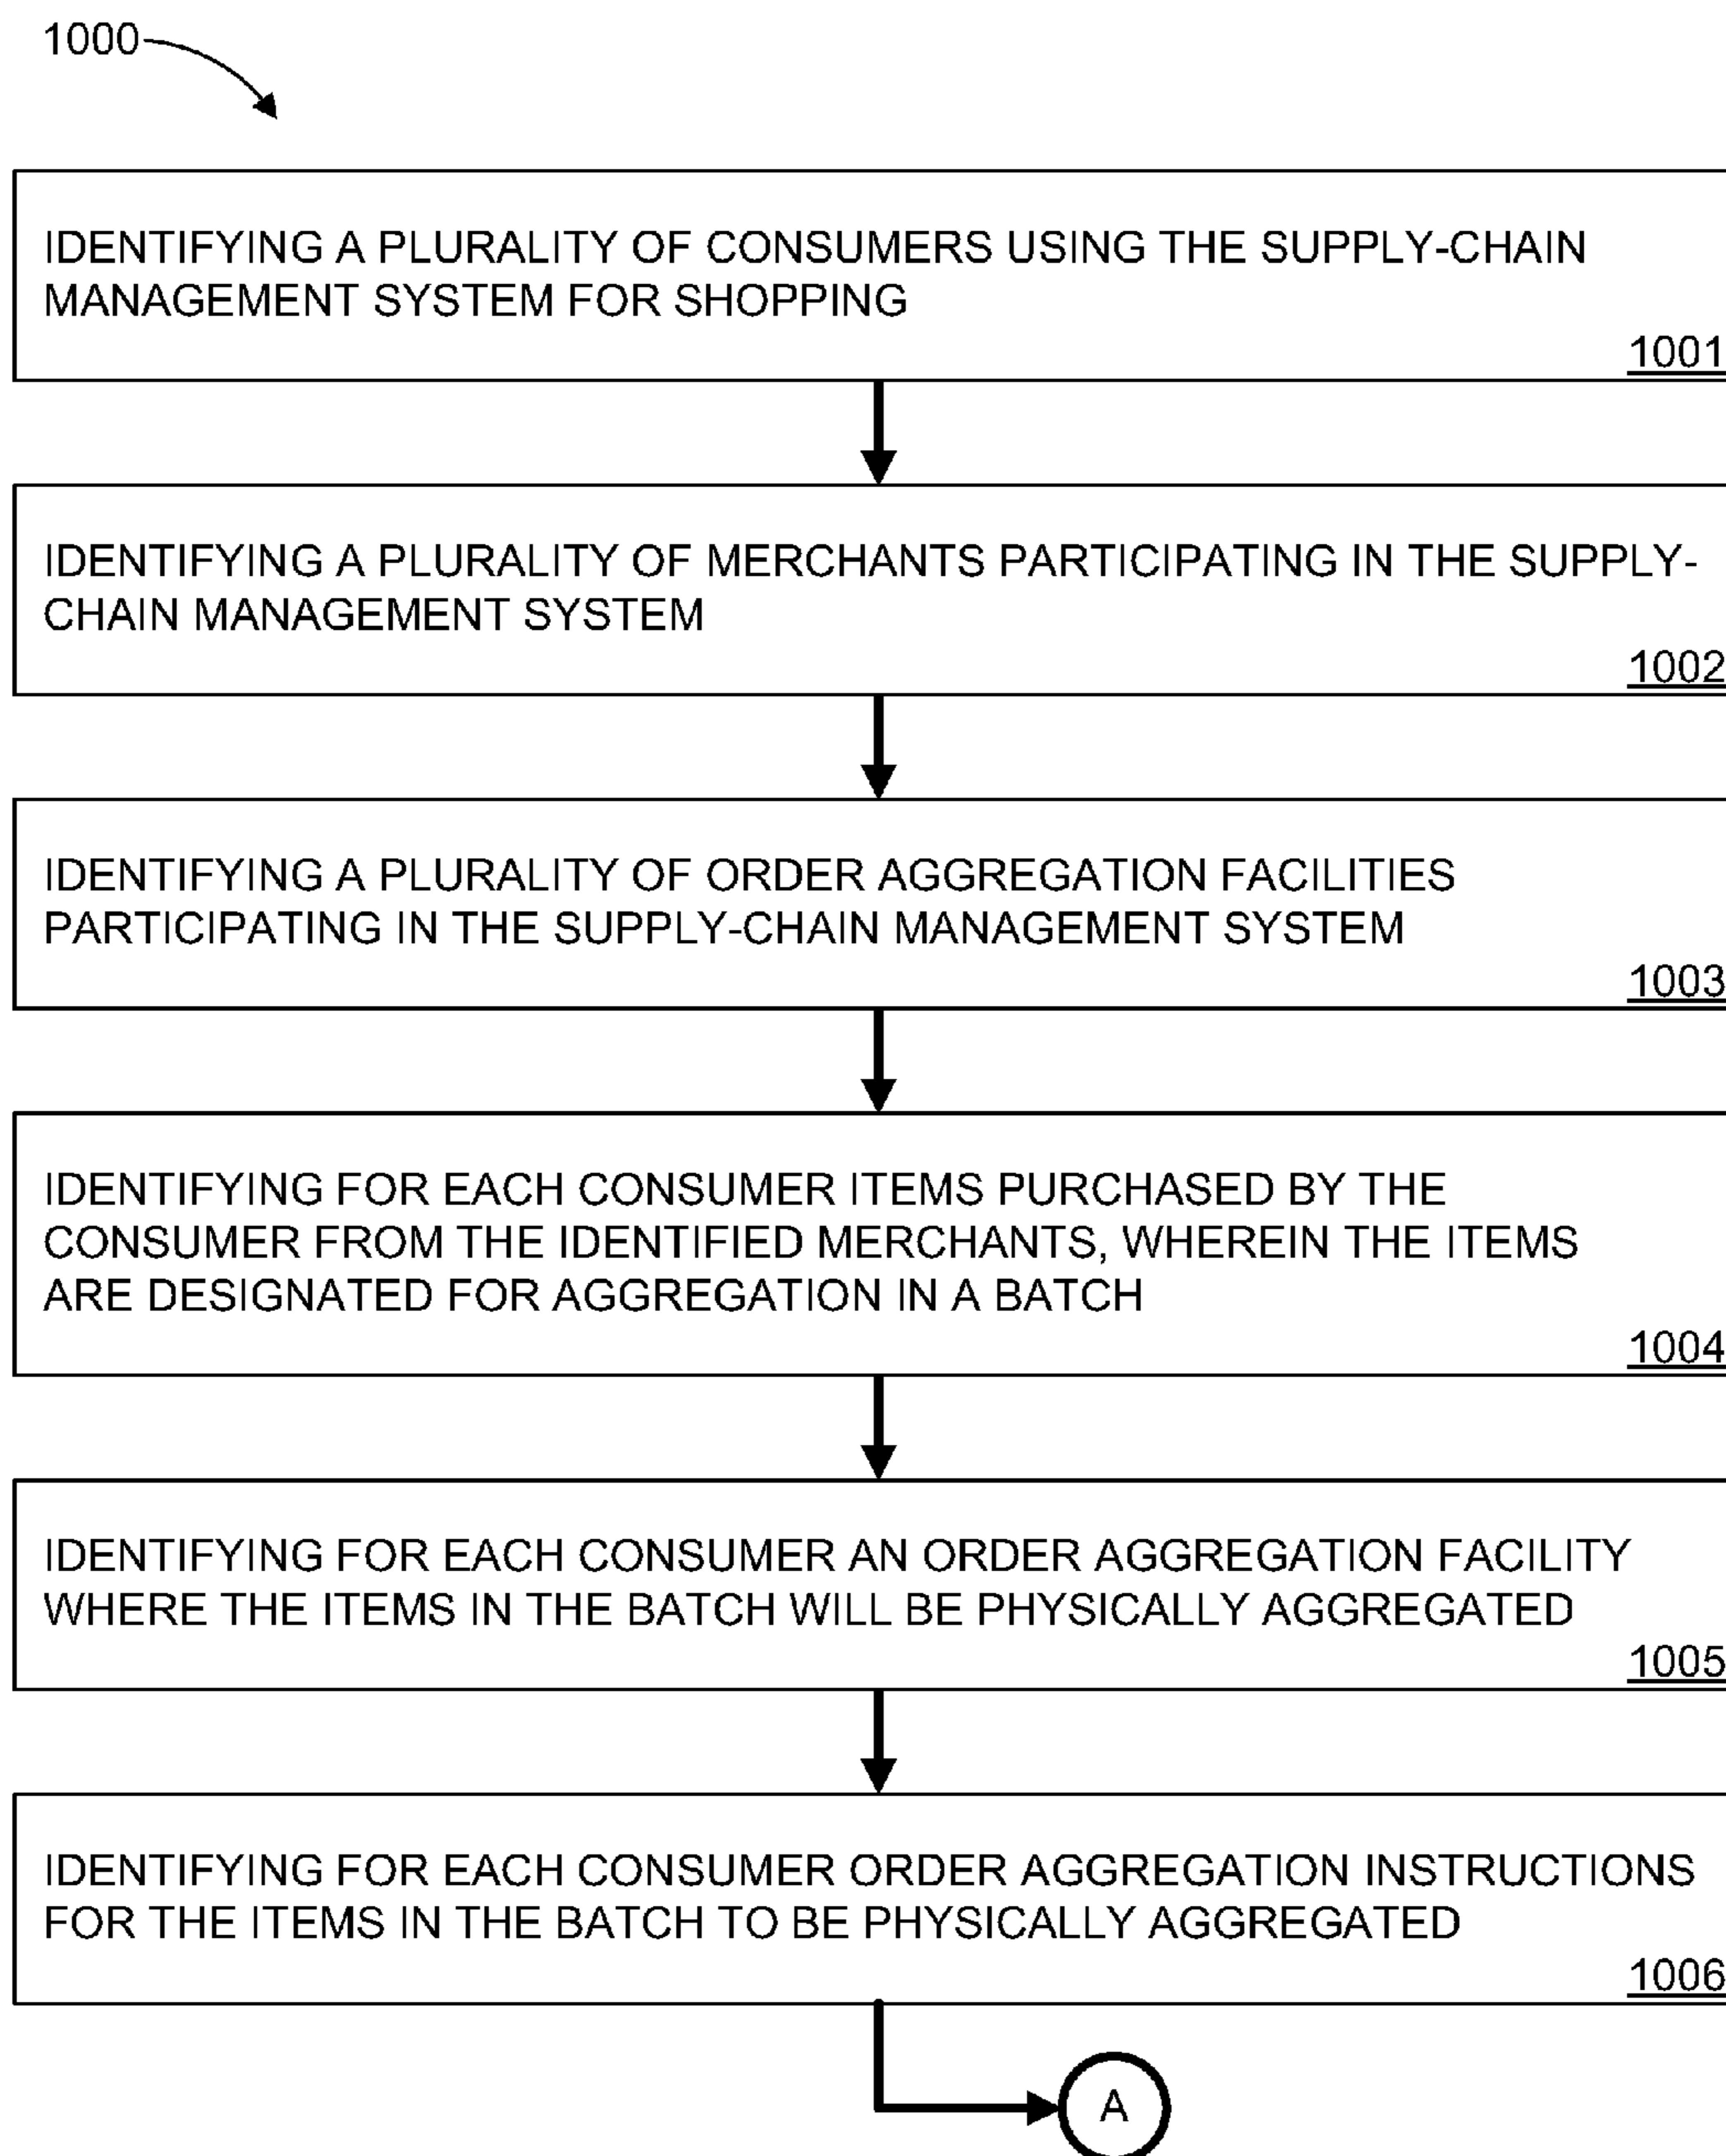 1000
IDENTIFYING A PLURALITY OF CONSUMERS USING THE SUPPLY-CHAIN
MANAGEMENT SYSTEM FOR SHOPPING
1001
IDENTIFYING A PLURALITY OF MERCHANTS PARTICIPATING IN THE SUPPLY-
CHAIN MANAGEMENT SYSTEM
1002
IDENTIFYING A PLURALITY OF ORDER AGGREGATION FACILITIES
PARTICIPATING IN THE SUPPLY-CHAIN MANAGEMENT SYSTEM
1003
IDENTIFYING FOR EACH CONSUMER ITEMS PURCHASED BY THE
CONSUMER FROM THE IDENTIFIED MERCHANTS, WHEREIN THE ITEMS
ARE DESIGNATED FOR AGGREGATION IN A BATCH
1004
IDENTIFYING FOR EACH CONSUMER AN ORDER AGGREGATION FACILITY
WHERE THE ITEMS IN THE BATCH WILL BE PHYSICALLY AGGREGATED
1005
IDENTIFYING FOR EACH CONSUMER ORDER AGGREGATION INSTRUCTIONS
FOR THE ITEMS IN THE BATCH TO BE PHYSICALLY AGGREGATED
1006
A